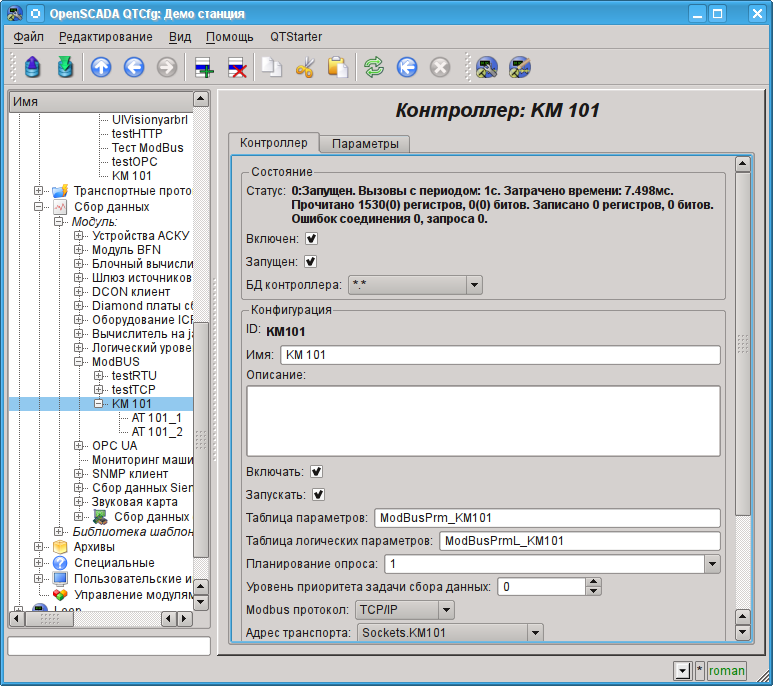 OpenSCADA QTCfg: Демо станция
Файл Редактирование Вид Помощь QTStarter
Имя
UIVisionyarbrl
testHTTP
Тест ModBus
testOPC
КМ 101
Транспортные прото
Сбор данных
Модуль:
Устройства АСКУ
Модуль BFN
Блочный вычисли
Шлюз источников
DCON клиент
Diamond платы сб
Оборудование ICP
Вычислитель на ja
Логический урове
ModBUS
testRTU
testTCP
КМ 101
AT 101_1
AT 101_2
OPC UA
Мониторинг маши
SNMP клиент
Сбор данных Sien
Звуковая карта
Сбор данных
Библиотека шаблон
Архивы
Специальные
Пользовательские и
Управление модулям
Loop
Контроллер: КМ 101
Контроллер Параметры
Состояние
Статус: 0:Запущен. Вызовы с периодом: 1с. Затрачено времени: 7.498мс.
Прочитано 1530(0) регистров, 0(0) битов. Записано 0 регистров, 0 битов.
Ошибок соединения 0, запроса 0.
Включен:
Запущен:
БД контроллера: *.*
Конфигурация
ID: KM101
Имя: КМ 101
Описание:
Включать:
Запускать:
Таблица параметров: ModBusPrm_KM101
Таблица логических параметров: ModBusPrmL_KM101
Планирование опроса: 1
Уровень приоритета задачи сбора данных: 0
Modbus протокол: TCP/IP
Адрес транспорта: Sockets.KM101
* roman